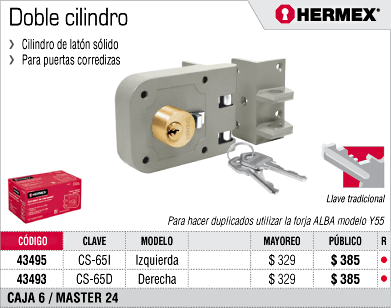 Doble cilindro
HERMEX®
› Cilindro de latón sólido
› Para puertas corredizas
HERMEX
Llave tradicional
Para hacer duplicados utilizar la forja ALBA modelo Y55
CÓDIGO CLAVE MODELO MAYOREO PÚBLICO R
43495 CS-65I Izquierda $ 329 $ 385 •
43493 CS-65D Derecha $ 329 $ 385 •
CAJA 6 / MASTER 24